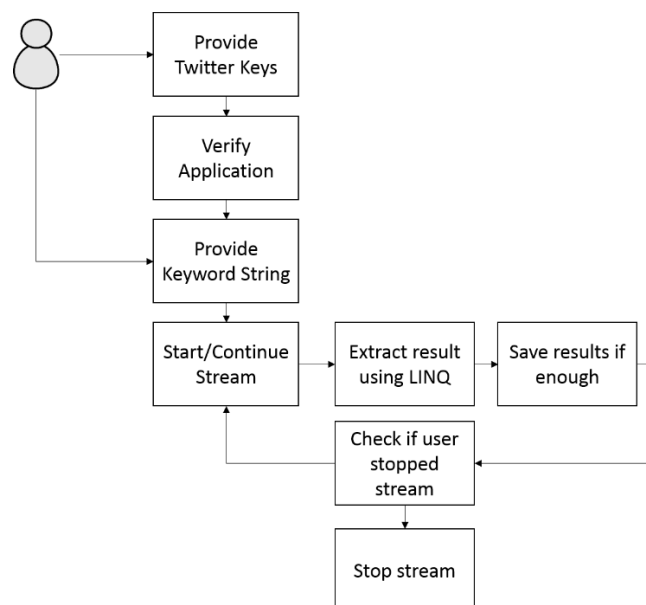 Provide
Twitter Keys
Verify
Application
Provide
Keyword String
Start/Continue
Stream
Extract result
using LINQ
Save results if
enough
Check if user
stopped
stream
Stop stream